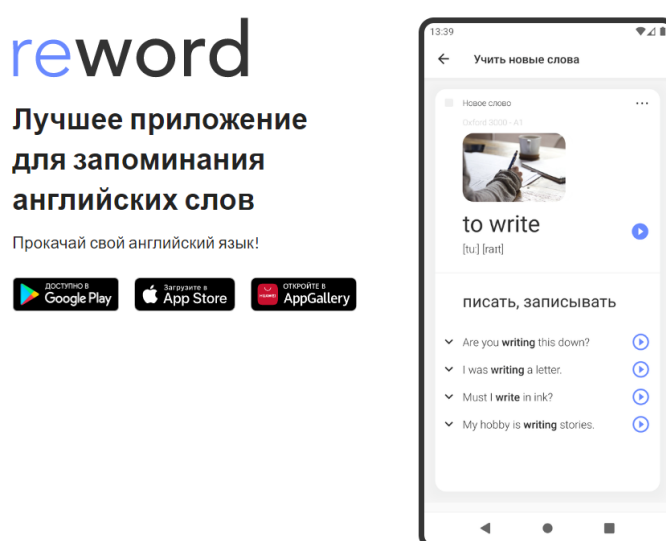 reword
Лучшее приложение
для запоминания
английских слов
Прокачай свой английский язык!
ДОСТУПНО В
Google Play
Загрузите в
App Store
HUAWEI
ОТКРОЙТЕ В
AppGallery
13:39
Учить новые слова
Новое слово
Oxford 3000 - A1
to write
[tuː] [raɪt]
писать, записывать
Are you writing this down?
I was writing a letter.
Must I write in ink?
My hobby is writing stories.